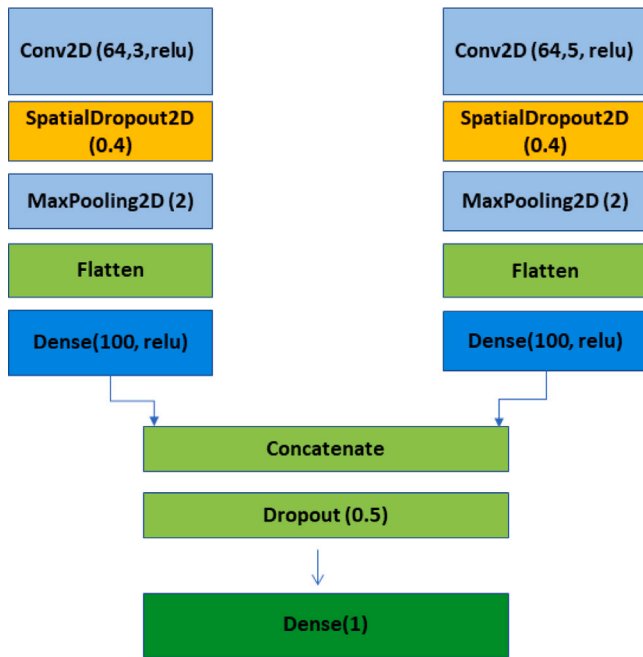 Conv2D (64,3,relu)
SpatialDropout2D
(0.4)
MaxPooling2D (2)
Flatten
Dense(100, relu)
Conv2D (64,5, relu)
SpatialDropout2D
(0.4)
MaxPooling2D (2)
Flatten
Dense(100, relu)
Concatenate
Dropout (0.5)
Dense(1)